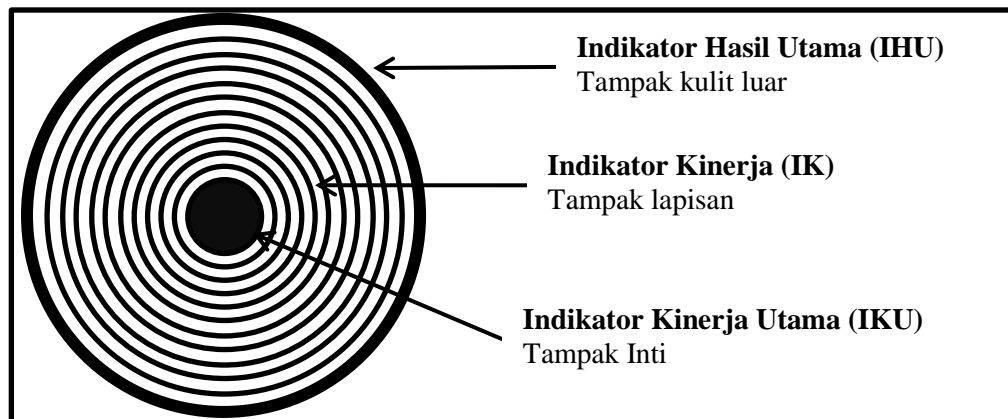 Indikator Hasil Utama (IHU)
Tampak kulit luar
Indikator Kinerja (IK)
Tampak lapisan
Indikator Kinerja Utama (IKU)
Tampak Inti